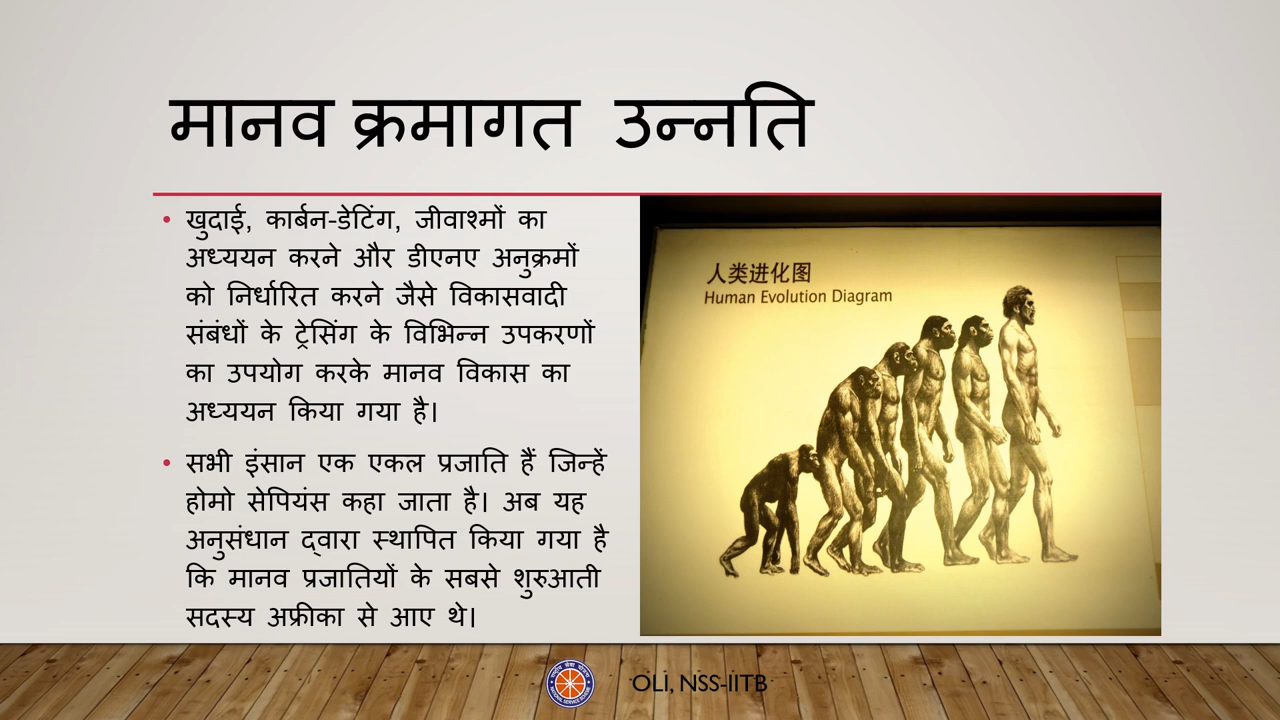 मानव क्रमागत उन्नति
• खुदाई, कार्बन-डेटिंग, जीवाश्मों का
अध्ययन करने और डीएनए अनुक्रमों
को निर्धारित करने जैसे विकासवादी
संबंधों के ट्रेसिंग के विभिन्न उपकरणों
का उपयोग करके मानव विकास का
अध्ययन किया गया है।
• सभी इंसान एक एकल प्रजाति हैं जिन्हें
होमो सेपियंस कहा जाता है। अब यह
अनुसंधान द्वारा स्थापित किया गया है
कि मानव प्रजातियों के सबसे शुरुआती
सदस्य अफ्रीका से आए थे।
人类进化图
Human Evolution Diagram
OLI, NSS-IITB